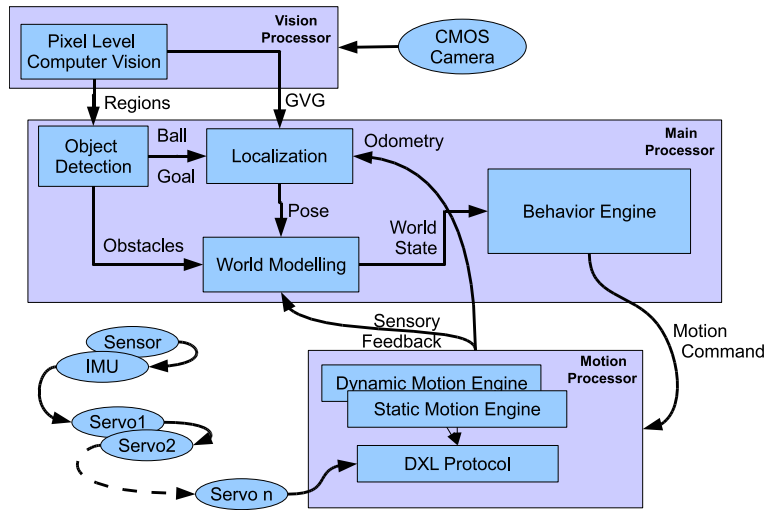 Vision
Processor
Pixel Level
Computer Vision
CMOS
Camera
Regions
GVG
Main
Processor
Object
Detection
Ball
Goal
Localization
Odometry
Behavior Engine
Pose
World
State
Obstacles
World Modelling
Sensory
Feedback
Motion
Command
Sensor
IMU
Motion
Processor
Dynamic Motion Engine
Static Motion Engine
Servo1
Servo2
DXL Protocol
Servo n